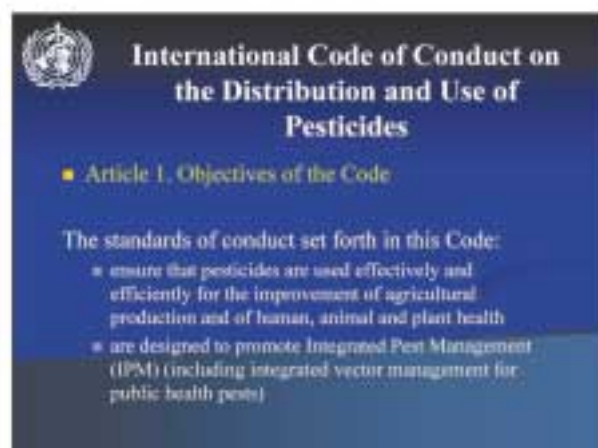 International Code of Conduct on
the Distribution and Use of
Pesticides
Article 1. Objectives of the Code
The standards of conduct set forth in this Code:
ensure that pesticides are used effectively and
efficiently for the improvement of agricultural
production and of human, animal and plant health
are designed to promote Integrated Pest Management
(IPM) (including integrated vector management for
public health pests)